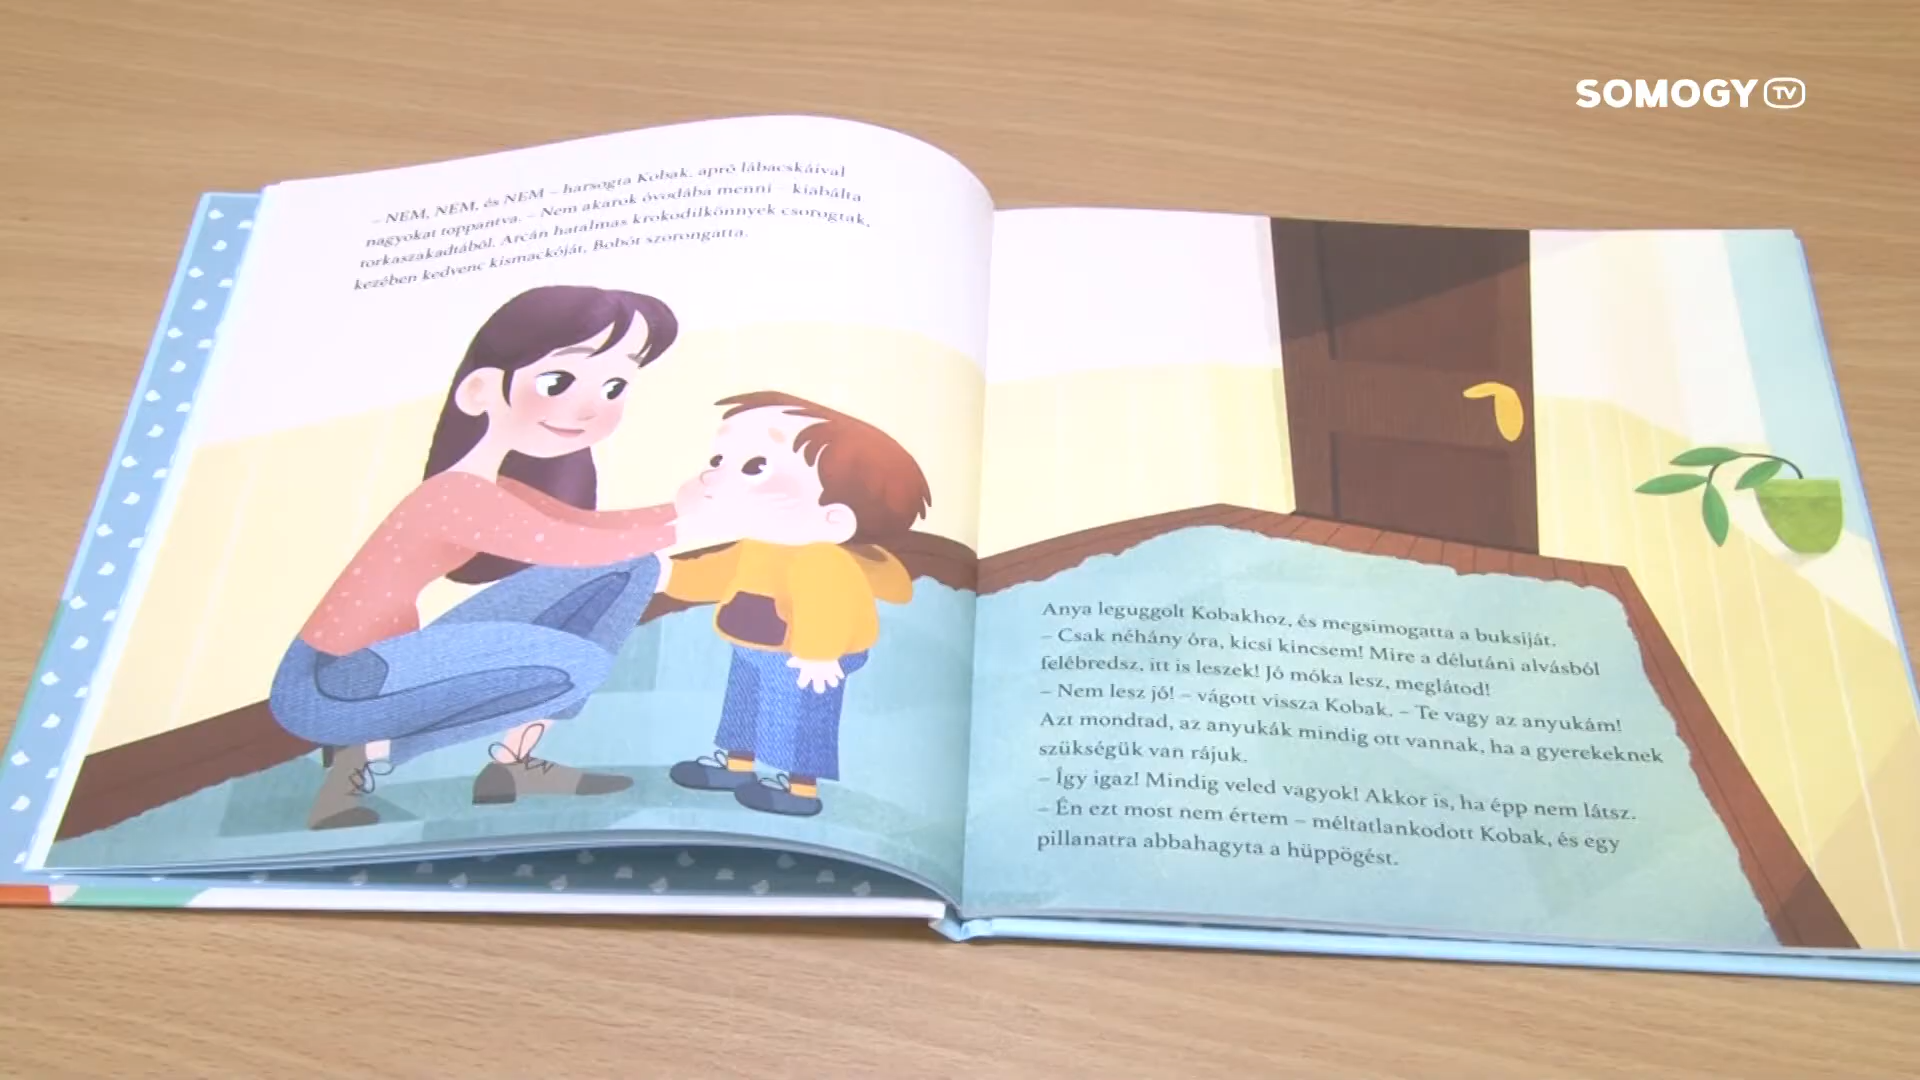 SOMOGY TV
– NEM, NEM, és NEM – harsogta Kobak, apró lábacskáival
nagyokat toppantva. – Nem akarok óvodába menni – kiabálta
torkaszakadtából. Arcán hatalmas krokodilkönnyek csorogtak,
kezében kedvenc kismackóját, Bobót szorongatta.
Anya leguggolt Kobakhoz, és megsimogatta a buksiját.
– Csak néhány óra, kicsi kincsem! Mire a délutáni alvásból
felébredsz, itt is leszek! Jó móka lesz, meglátod!
– Nem lesz jó! – vágott vissza Kobak. – Te vagy az anyukám!
Azt mondtad, az anyukák mindig ott vannak, ha a gyerekeknek
szükségük van rájuk.
– Így igaz! Mindig veled vagyok! Akkor is, ha épp nem látsz.
– Én ezt most nem értem – méltatlankodott Kobak, és egy
pillanatra abbahagyta a hüppögést.